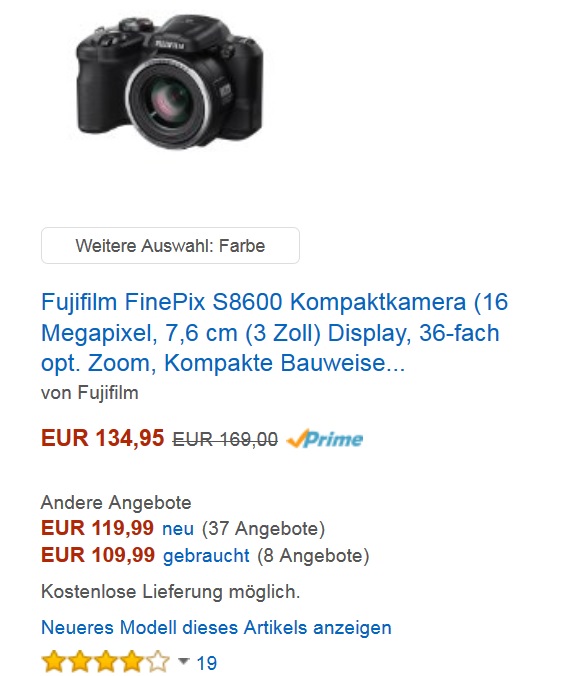 FUJIFILM
Weitere Auswahl: Farbe
Fujifilm FinePix S8600 Kompaktkamera (16
Megapixel, 7,6 cm (3 Zoll) Display, 36-fach
opt. Zoom, Kompakte Bauweise...
von Fujifilm
EUR 134,95 EUR 169,00 Prime
Andere Angebote
EUR 119,99 neu (37 Angebote)
EUR 109,99 gebraucht (8 Angebote)
Kostenlose Lieferung möglich.
Neueres Modell dieses Artikels anzeigen
19